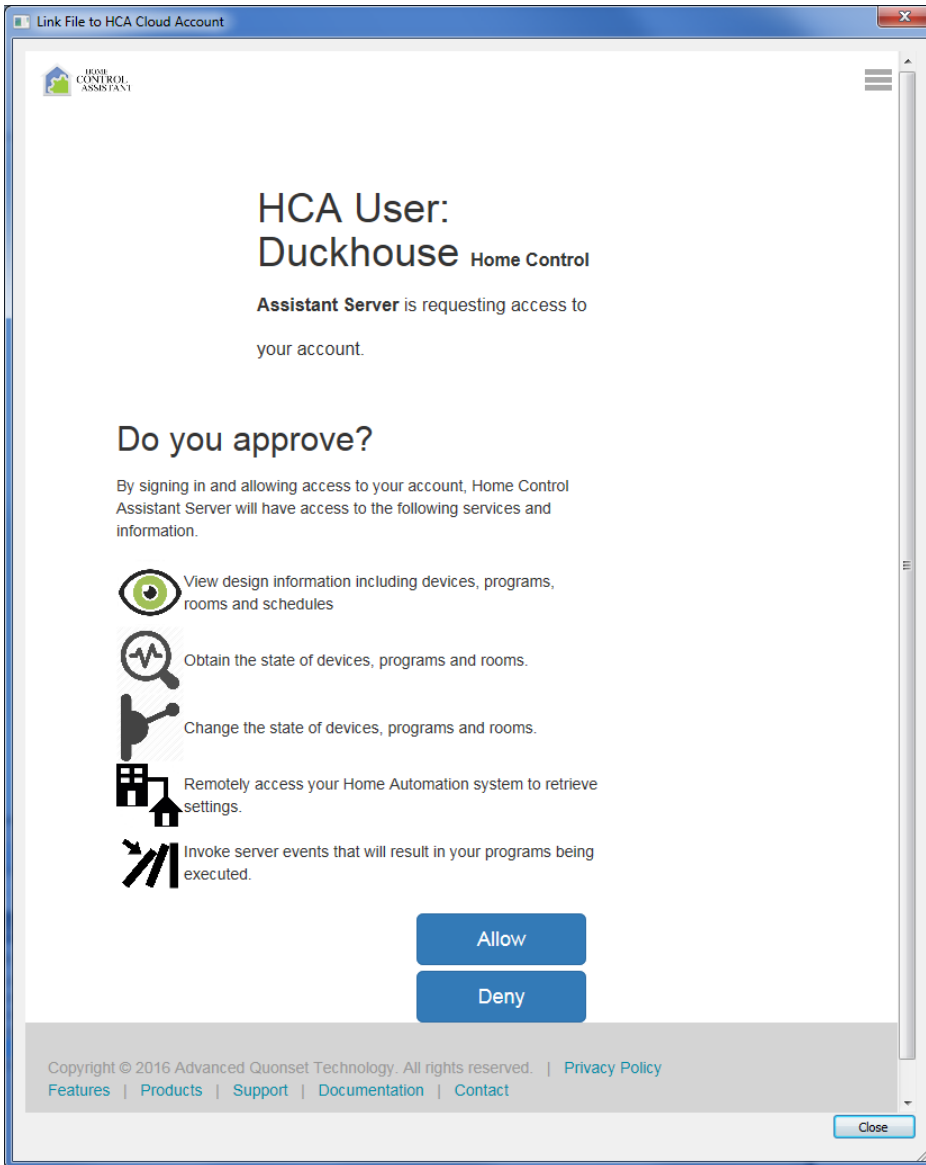 Link File to HCA Cloud Account
HOME
CONTROL
ASSISTANT
HCA User:
Duckhouse Home Control
Assistant Server is requesting access to
your account.
Do you approve?
By signing in and allowing access to your account, Home Control
Assistant Server will have access to the following services and
information.
View design information including devices, programs,
rooms and schedules
Obtain the state of devices, programs and rooms.
Change the state of devices, programs and rooms.
Remotely access your Home Automation system to retrieve
settings.
Invoke server events that will result in your programs being
executed.
Allow
Deny
Copyright © 2016 Advanced Quonset Technology. All rights reserved. | Privacy Policy
Features | Products | Support | Documentation | Contact
Close